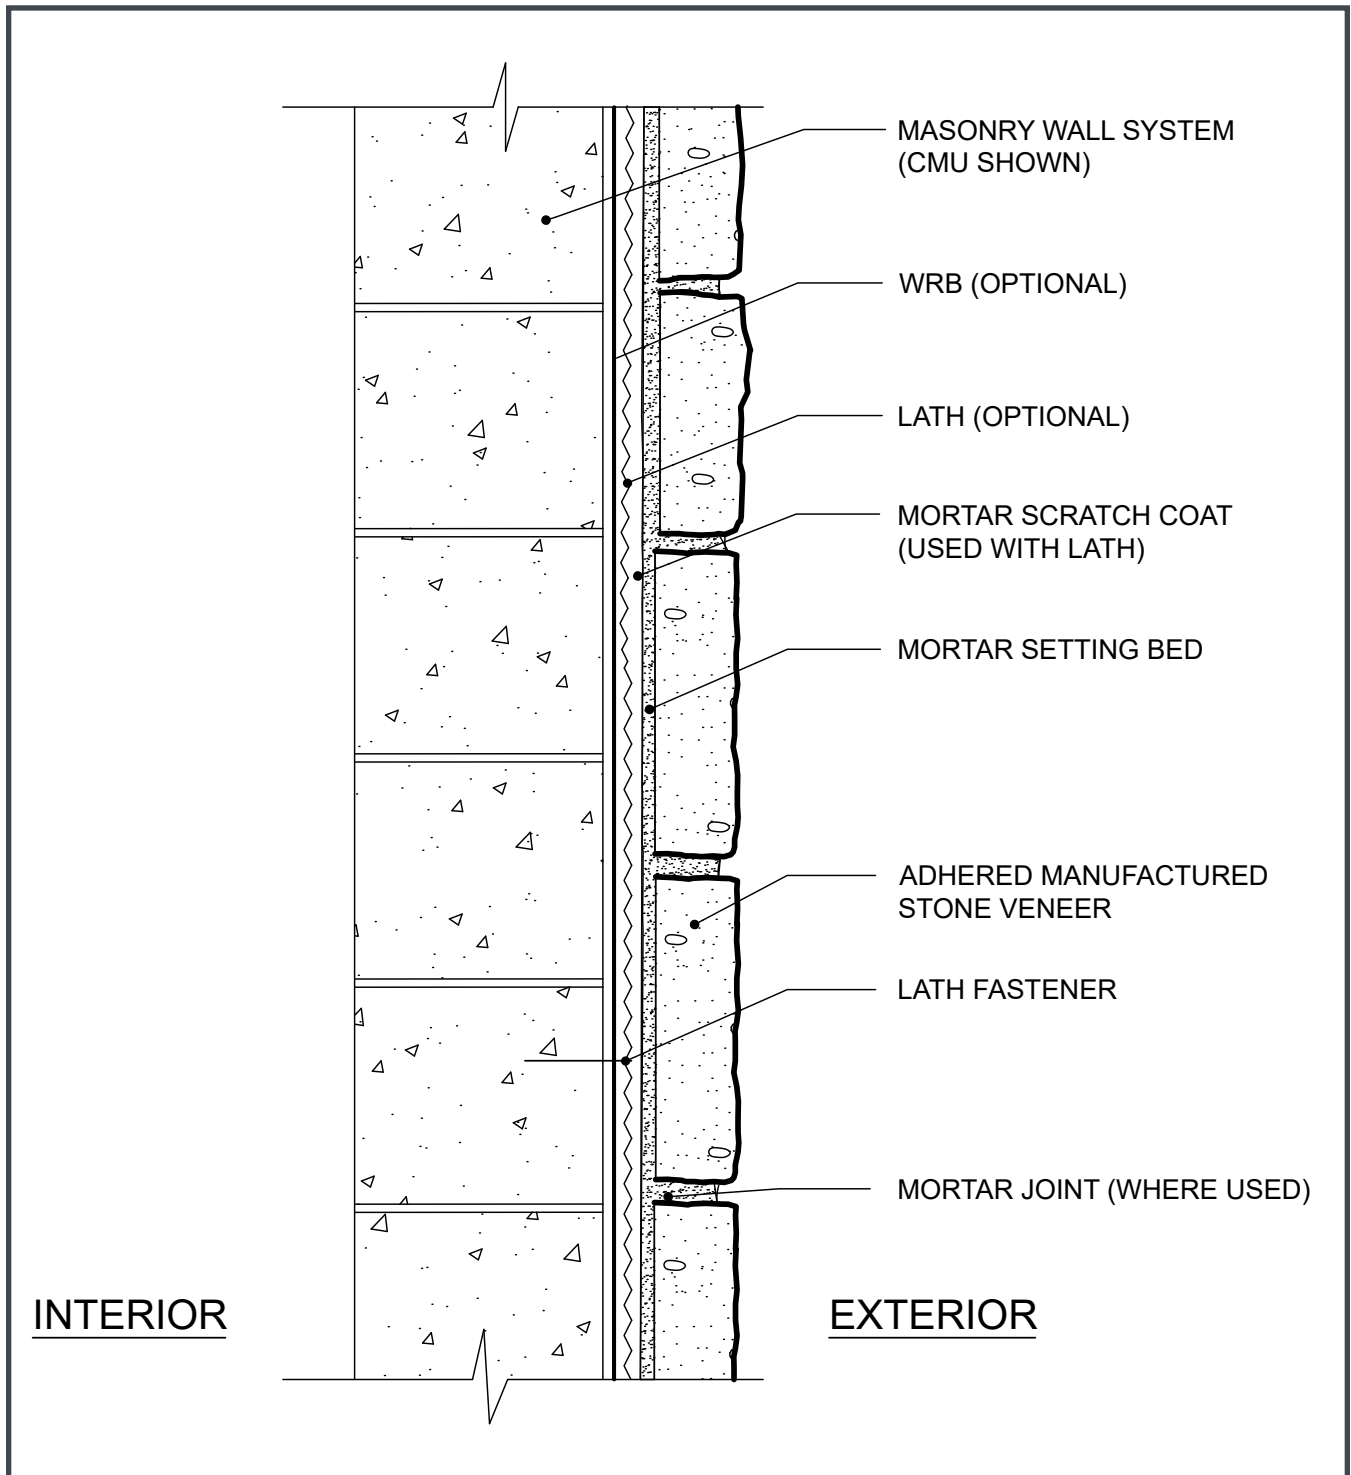 MASONRY WALL SYSTEM
(CMU SHOWN)
WRB (OPTIONAL)
LATH (OPTIONAL)
MORTAR SCRATCH COAT
(USED WITH LATH)
MORTAR SETTING BED
ADHERED MANUFACTURED
STONE VENEER
LATH FASTENER
MORTAR JOINT (WHERE USED)
INTERIOR
EXTERIOR